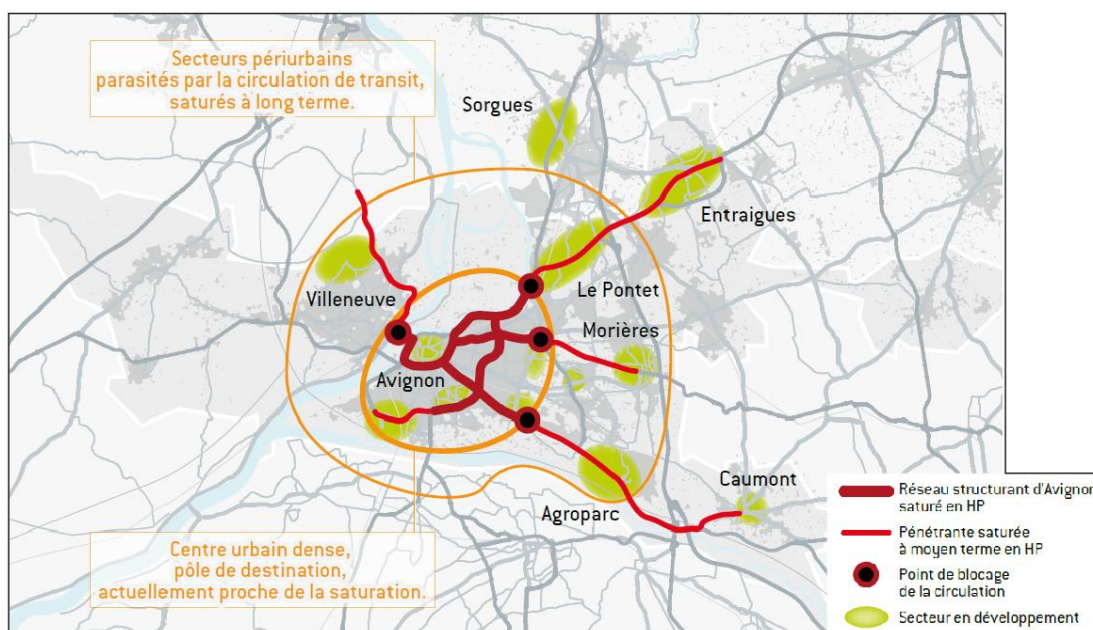 Secteurs périurbains
parasités par la circulation de transit,
saturés à long terme.
Sorgues
Entraigues
Villeneuve
Le Pontet
Morières
Avignon
Caumont
Agroparc
Centre urbain dense,
pôle de destination,
actuellement proche de la saturation.
Réseau structurant d'Avignon
saturé en HP
Pénétrante saturée
à moyen terme en HP
Point de blocage
de la circulation
Secteur en développement